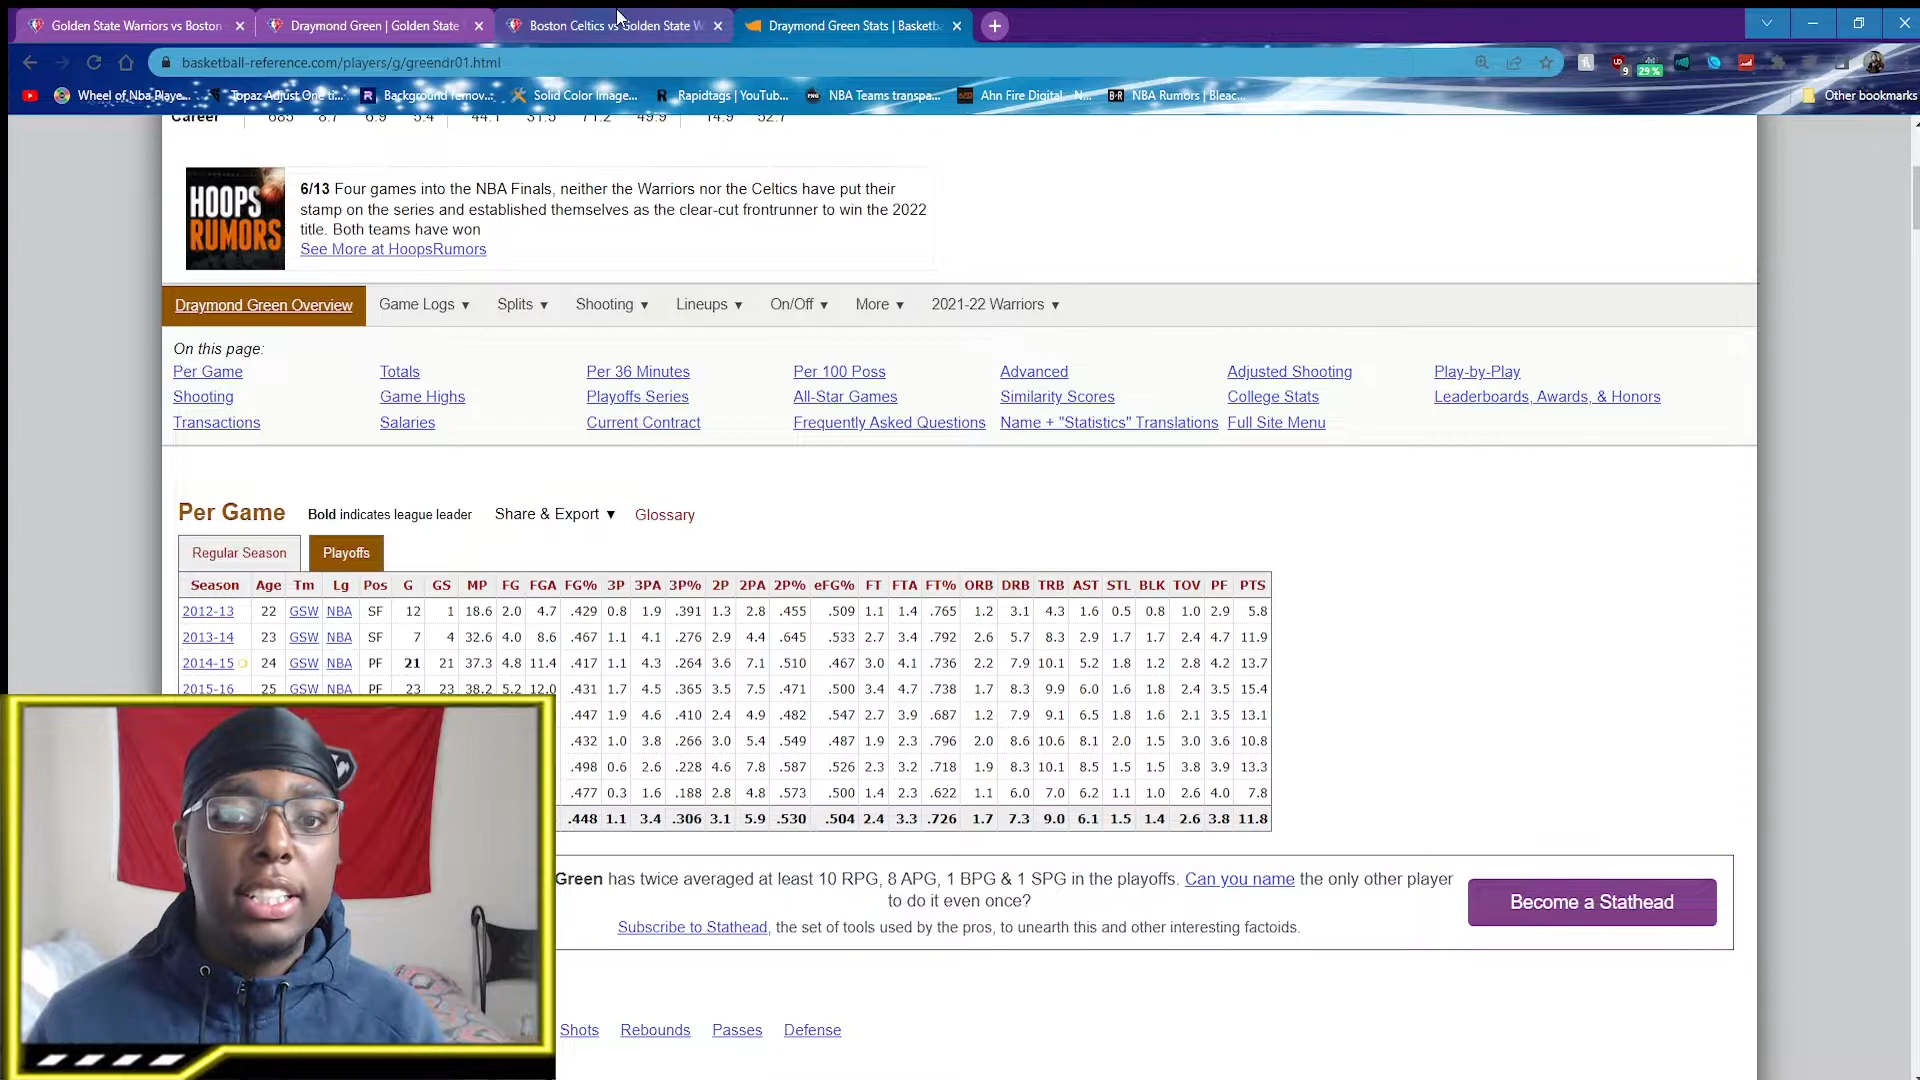 Golden State Warriors vs Boston
Draymond Green | Golden State
Boston Celtics vs Golden State W
Draymond Green Stats | Basketba
basketball-reference.com/players/g/greendr01.html
9
29%
Wheel of Nba Playe...
Topaz Adjust One ti...
Background remov...
Solid Color Image...
Rapidtags | YouTub...
NBA Teams transpa...
Ahn Fire Digital - N...
B/R
NBA Rumors | Bleac...
Other bookmarks
Career 685 8.7 6.9 5.4 44.1 31.5 71.2 49.9 14.9 52.7
HOOPS
RUMORS
6/13 Four games into the NBA Finals, neither the Warriors nor the Celtics have put their
stamp on the series and established themselves as the clear-cut frontrunner to win the 2022
title. Both teams have won
See More at HoopsRumors
Draymond Green Overview Game Logs ▼ Splits ▼ Shooting ▼ Lineups ▼ On/Off ▼ More ▼ 2021-22 Warriors ▼
On this page:
Per Game Totals Per 36 Minutes Per 100 Poss Advanced Adjusted Shooting Play-by-Play
Shooting Game Highs Playoffs Series All-Star Games Similarity Scores College Stats Leaderboards, Awards, & Honors
Transactions Salaries Current Contract Frequently Asked Questions Name + "Statistics" Translations Full Site Menu
Per Game Bold indicates league leader Share & Export ▼ Glossary
Regular Season Playoffs
Season Age Tm Lg Pos G GS MP FG FGA FG% 3P 3PA 3P% 2P 2PA 2P% eFG% FT FTA FT% ORB DRB TRB AST STL BLK TOV PF PTS
2012-13 22 GSW NBA SF 12 1 18.6 2.0 4.7 .429 0.8 1.9 .391 1.3 2.8 .455 .509 1.1 1.4 .765 1.2 3.1 4.3 1.6 0.5 0.8 1.0 2.9 5.8
2013-14 23 GSW NBA SF 7 4 32.6 4.0 8.6 .467 1.1 4.1 .276 2.9 4.4 .645 .533 2.7 3.4 .792 2.6 5.7 8.3 2.9 1.7 1.7 2.4 4.7 11.9
2014-15 24 GSW NBA PF 21 21 37.3 4.8 11.4 .417 1.1 4.3 .264 3.6 7.1 .510 .467 3.0 4.1 .736 2.2 7.9 10.1 5.2 1.8 1.2 2.8 4.2 13.7
2015-16 25 GSW NBA PF 23 23 38.2 5.2 12.0 .431 1.7 4.5 .365 3.5 7.5 .471 .500 3.4 4.7 .738 1.7 8.3 9.9 6.0 1.6 1.8 2.4 3.5 15.4
.447 1.9 4.6 .410 2.4 4.9 .482 .547 2.7 3.9 .687 1.2 7.9 9.1 6.5 1.8 1.6 2.1 3.5 13.1
.432 1.0 3.8 .266 3.0 5.4 .549 .487 1.9 2.3 .796 2.0 8.6 10.6 8.1 2.0 1.5 3.0 3.6 10.8
.498 0.6 2.6 .228 4.6 7.8 .587 .526 2.3 3.2 .718 1.9 8.3 10.1 8.5 1.5 1.5 3.8 3.9 13.3
.477 0.3 1.6 .188 2.8 4.8 .573 .500 1.4 2.3 .622 1.1 6.0 7.0 6.2 1.1 1.0 2.6 4.0 7.8
.448 1.1 3.4 .306 3.1 5.9 .530 .504 2.4 3.3 .726 1.7 7.3 9.0 6.1 1.5 1.4 2.6 3.8 11.8
Green has twice averaged at least 10 RPG, 8 APG, 1 BPG & 1 SPG in the playoffs. Can you name the only other player
to do it even once?
Subscribe to Stathead, the set of tools used by the pros, to unearth this and other interesting factoids.
Become a Stathead
Shots Rebounds Passes Defense